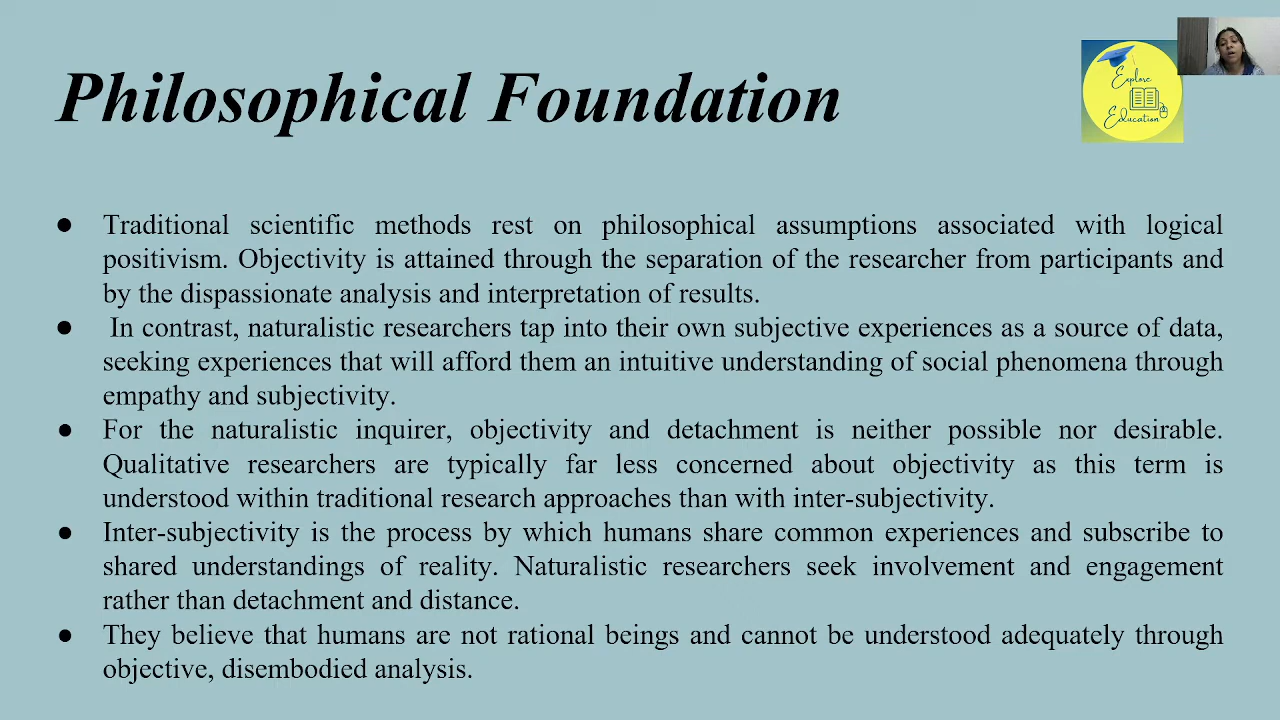 Philosophical Foundation
Explore
Education
● Traditional scientific methods rest on philosophical assumptions associated with logical
positivism. Objectivity is attained through the separation of the researcher from participants and
by the dispassionate analysis and interpretation of results.
● In contrast, naturalistic researchers tap into their own subjective experiences as a source of data,
seeking experiences that will afford them an intuitive understanding of social phenomena through
empathy and subjectivity.
● For the naturalistic inquirer, objectivity and detachment is neither possible nor desirable.
Qualitative researchers are typically far less concerned about objectivity as this term is
understood within traditional research approaches than with inter-subjectivity.
● Inter-subjectivity is the process by which humans share common experiences and subscribe to
shared understandings of reality. Naturalistic researchers seek involvement and engagement
rather than detachment and distance.
● They believe that humans are not rational beings and cannot be understood adequately through
objective, disembodied analysis.